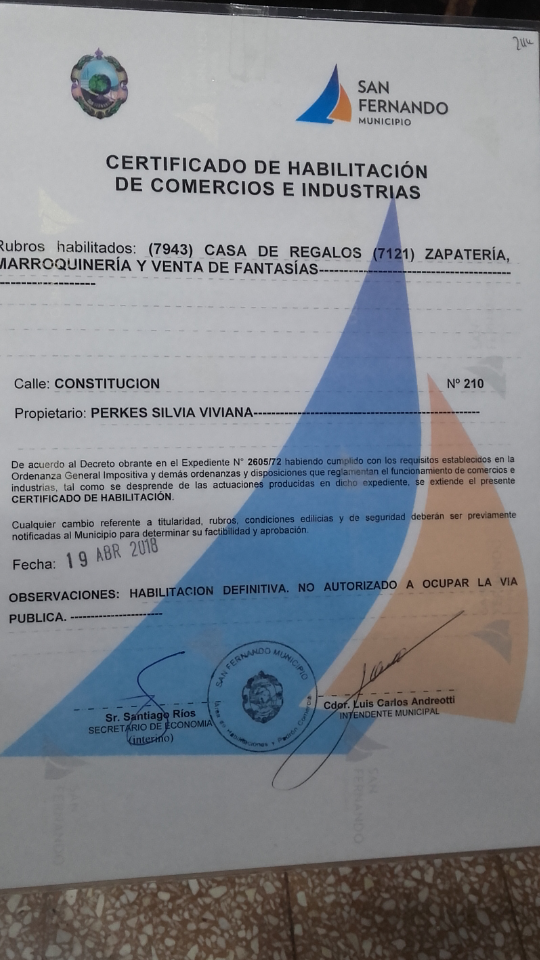 244
SAN
FERNANDO
MUNICIPIO
CERTIFICADO DE HABILITACIÓN
DE COMERCIOS E INDUSTRIAS
Rubros habilitados: (7943) CASA DE REGALOS (7121) ZAPATERÍA,
MARROQUINERÍA Y VENTA DE FANTASÍAS
Calle: CONSTITUCION Nº 210
Propietario: PERKES SILVIA VIVIANA
De acuerdo al Decreto obrante en el Expediente N° 2605/72 habiendo cumplido con los requisitos establecidos en la
Ordenanza General Impositiva y demás ordenanzas y disposiciones que reglamentan el funcionamiento de comercios e
industrias, tal como se desprende de las actuaciones producidas en dicho expediente, se extiende el presente
CERTIFICADO DE HABILITACIÓN.
Cualquier cambio referente a titularidad, rubros, condiciones edilicias y de seguridad deberán ser previamente
notificadas al Municipio para determinar su factibilidad y aprobación.
Fecha: 19 ABR 2018
OBSERVACIONES: HABILITACION DEFINITIVA. NO AUTORIZADO A OCUPAR LA VIA
PUBLICA.
SAN FERNANDO MUNICIPIO
Sr. Santiago Ríos
SECRETARIO DE ECONOMIA
(interino)
Cdor. Luis Carlos Andreotti
INTENDENTE MUNICIPAL
SAN
FERNANDO
SAN
FERNANDO